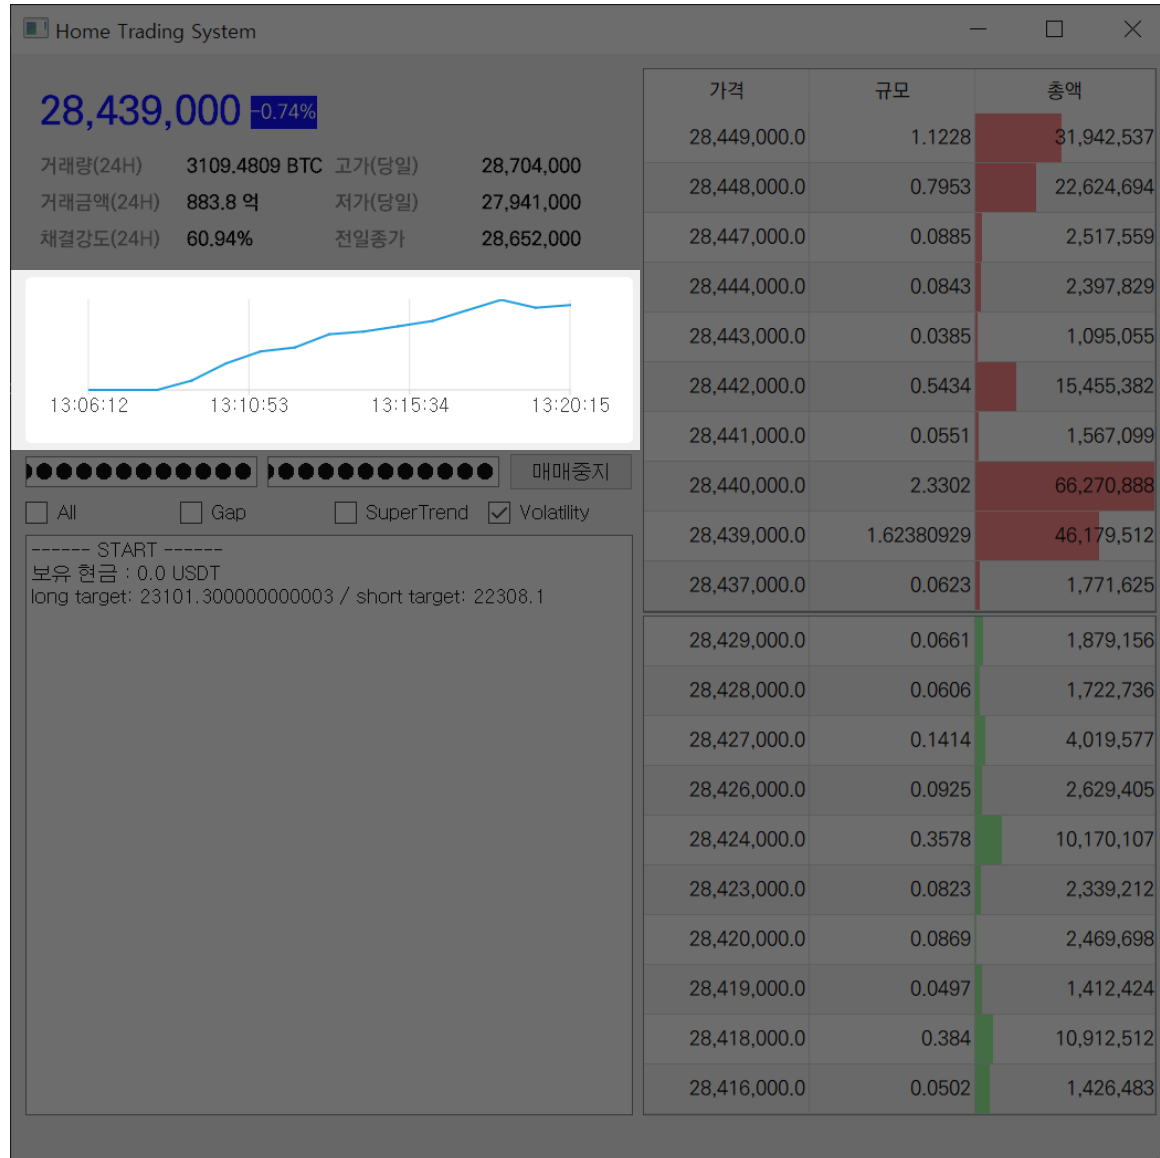 Home Trading System
28,439,000 -0.74%
거래량(24H) 3109.4809 BTC 고가(당일) 28,704,000
거래금액(24H) 883.8 억 저가(당일) 27,941,000
채결강도(24H) 60.94% 전일종가 28,652,000
13:06:12 13:10:53 13:15:34 13:20:15
매매중지
All Gap SuperTrend Volatility
------ START ------
보유 현금 : 0.0 USDT
long target: 23101.300000000003 / short target: 22308.1
가격 규모 총액
28,449,000.0 1.1228 31,942,537
28,448,000.0 0.7953 22,624,694
28,447,000.0 0.0885 2,517,559
28,444,000.0 0.0843 2,397,829
28,443,000.0 0.0385 1,095,055
28,442,000.0 0.5434 15,455,382
28,441,000.0 0.0551 1,567,099
28,440,000.0 2.3302 66,270,888
28,439,000.0 1.62380929 46,179,512
28,437,000.0 0.0623 1,771,625
28,429,000.0 0.0661 1,879,156
28,428,000.0 0.0606 1,722,736
28,427,000.0 0.1414 4,019,577
28,426,000.0 0.0925 2,629,405
28,424,000.0 0.3578 10,170,107
28,423,000.0 0.0823 2,339,212
28,420,000.0 0.0869 2,469,698
28,419,000.0 0.0497 1,412,424
28,418,000.0 0.384 10,912,512
28,416,000.0 0.0502 1,426,483